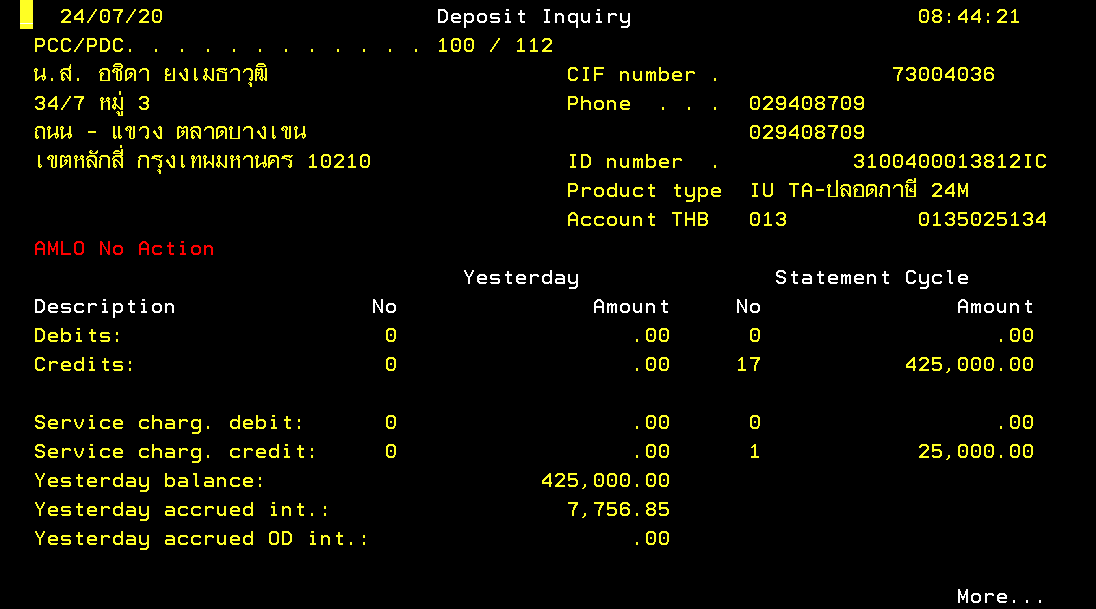 24/07/20 Deposit Inquiry 08:44:21
PCC/PDC. . . . . . . . . . . . 100 / 112
น.ส. อชิดา ยงเมธาวุฒิ CIF number . 73004036
34/7 หมู่ 3 Phone . . . 029408709
ถนน - แขวง ตลาดบางเขน 029408709
เขตหลักสี่ กรุงเทพมหานคร 10210 ID number . 3100400013812IC
Product type IU TA-ปลอดภาษี 24M
Account THB 013 0135025134
AMLO No Action
Yesterday Statement Cycle
Description No Amount No Amount
Debits: 0 .00 0 .00
Credits: 0 .00 17 425,000.00
Service charg. debit: 0 .00 0 .00
Service charg. credit: 0 .00 1 25,000.00
Yesterday balance: 425,000.00
Yesterday accrued int.: 7,756.85
Yesterday accrued OD int.: .00
More...